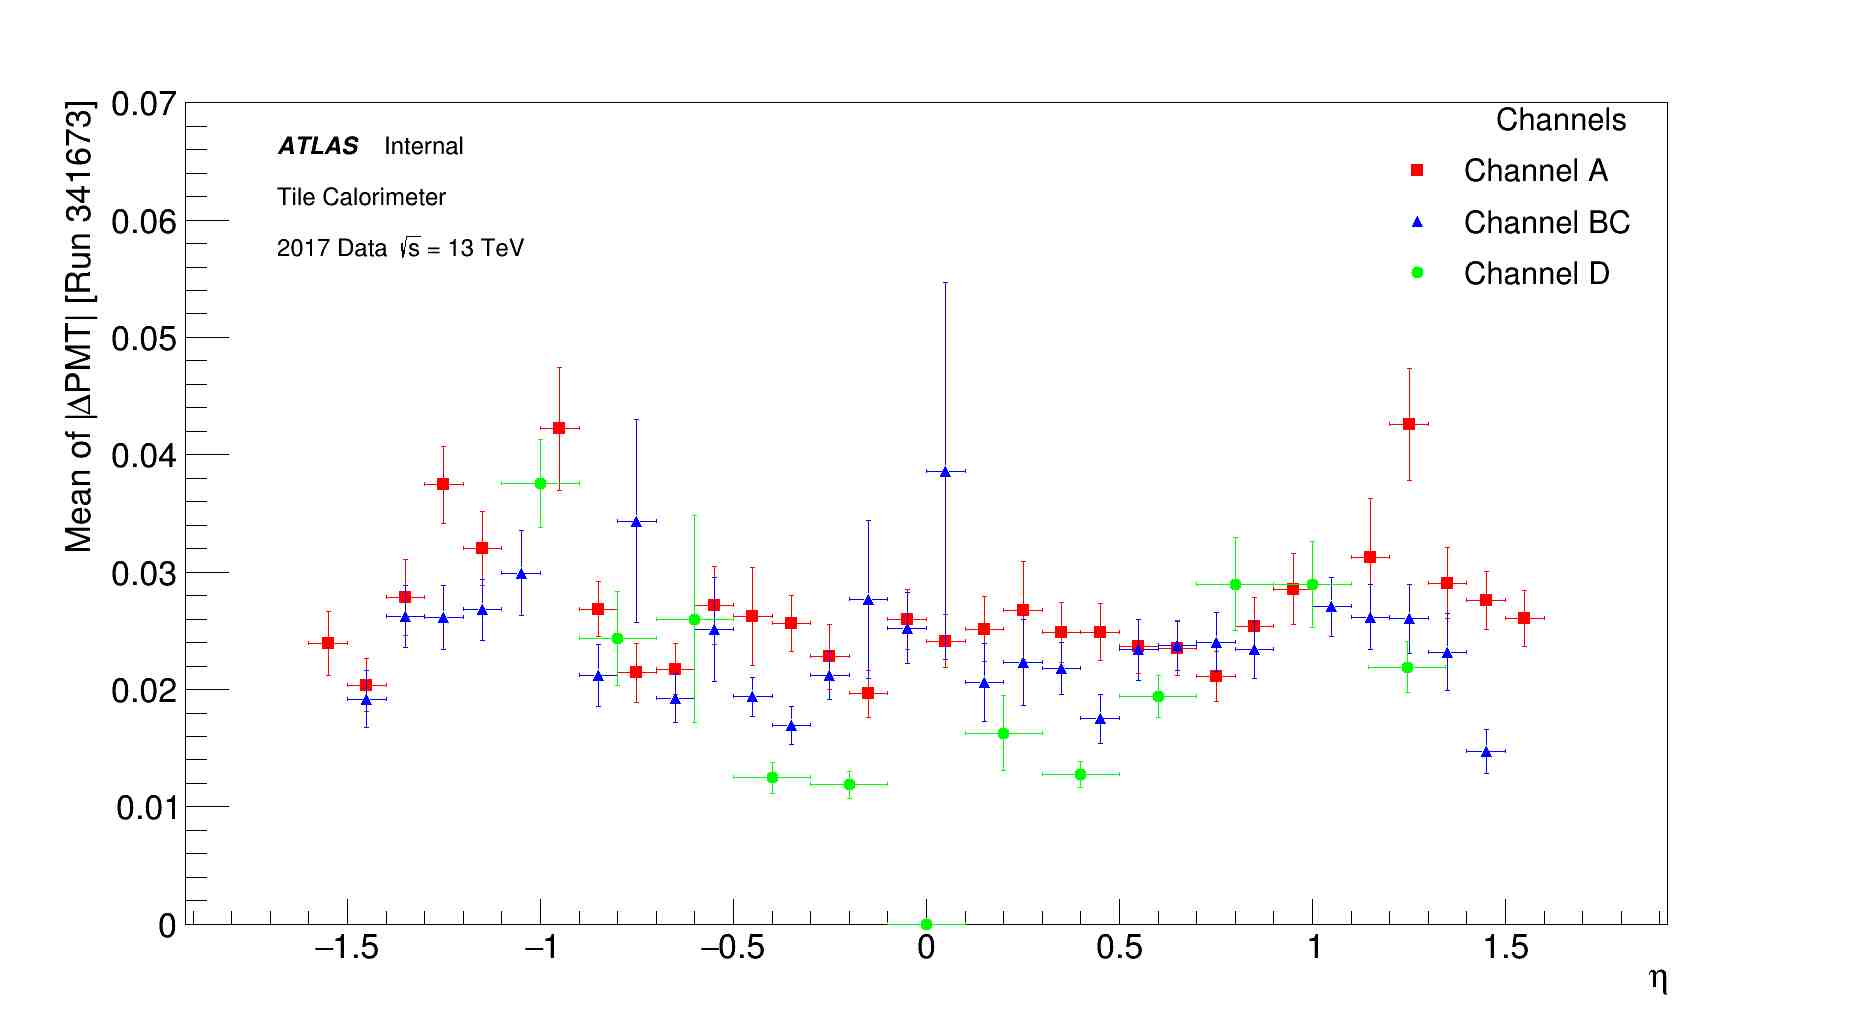 Mean of |ΔPMT| [Run 341673]
0.07
0.06
0.05
0.04
0.03
0.02
0.01
0
ATLAS Internal
Tile Calorimeter
2017 Data √s = 13 TeV
Channels
Channel A
Channel BC
Channel D
−1.5 −1 −0.5 0 0.5 1 1.5
η